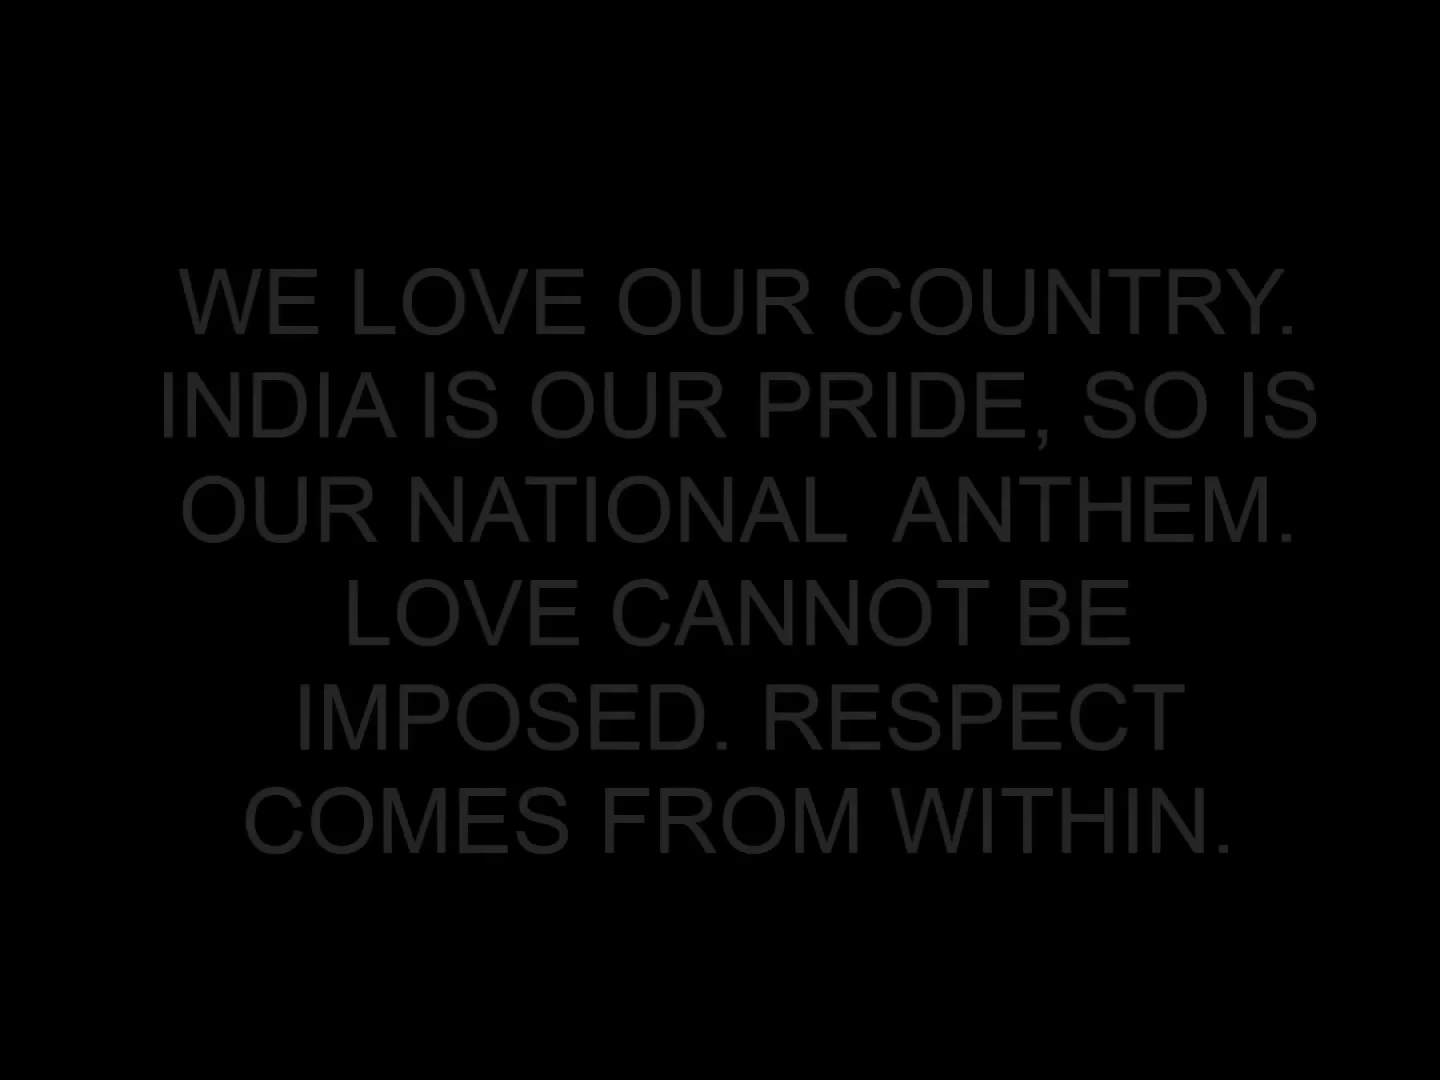 WE LOVE OUR COUNTRY.
INDIA IS OUR PRIDE, SO IS
OUR NATIONAL  ANTHEM.
LOVE CANNOT BE
IMPOSED. RESPECT
COMES FROM WITHIN.